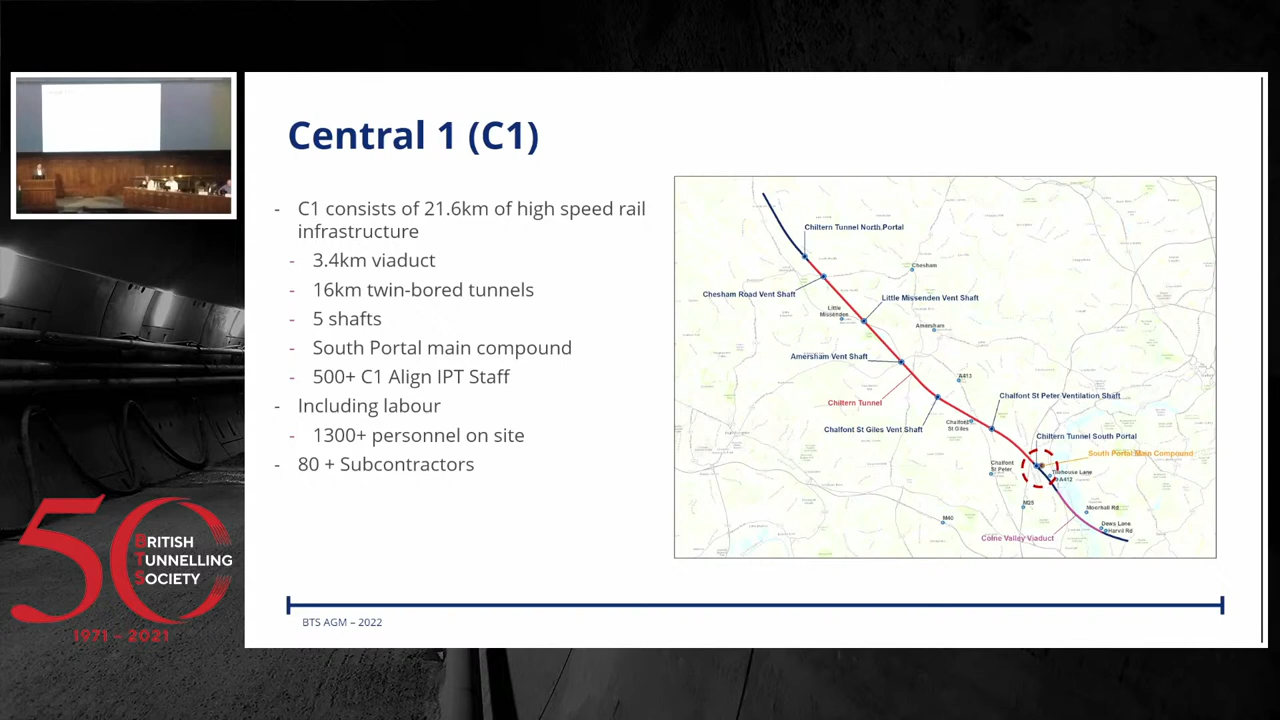 Central 1 (C1)
- C1 consists of 21.6km of high speed rail
infrastructure
- 3.4km viaduct
- 16km twin-bored tunnels
- 5 shafts
- South Portal main compound
- 500+ C1 Align IPT Staff
- Including labour
- 1300+ personnel on site
- 80 + Subcontractors
Chiltern Tunnel North Portal
Chesham
Chesham Road Vent Shaft
Little Missenden Vent Shaft
Little
Missenden
Amersham
Amersham Vent Shaft
A413
Chiltern Tunnel
Chalfont St Peter Ventilation Shaft
Chalfont St Giles Vent Shaft
Chalfont
St Giles
Chiltern Tunnel South Portal
South Portal Main Compound
Chalfont
St Peter
Tilehouse Lane
A412
M25
Moorhall Rd
M40
Dews Lane
Harvil Rd
Colne Valley Viaduct
50
BRITISH
TUNNELLING
SOCIETY
1971 – 2021
BTS AGM – 2022